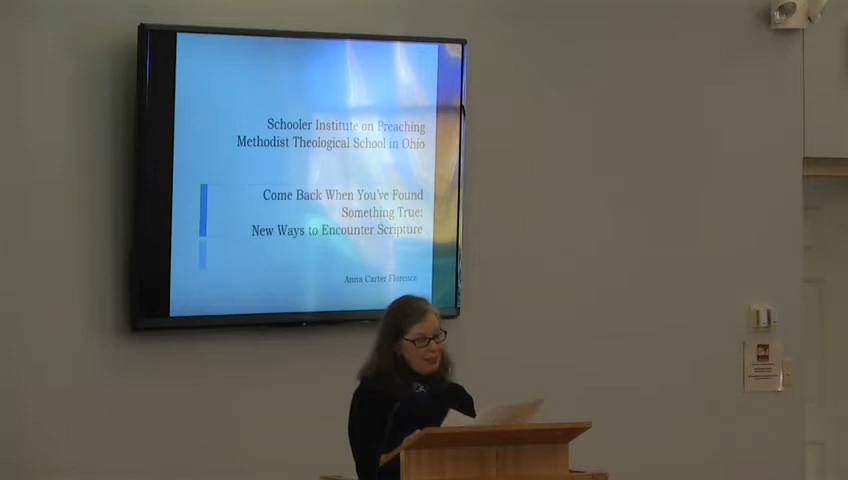 Schooler Institute on Preaching
Methodist Theological School in Ohio
Come Back When You've Found
Something True:
New Ways to Encounter Scripture
Anna Carter Florence